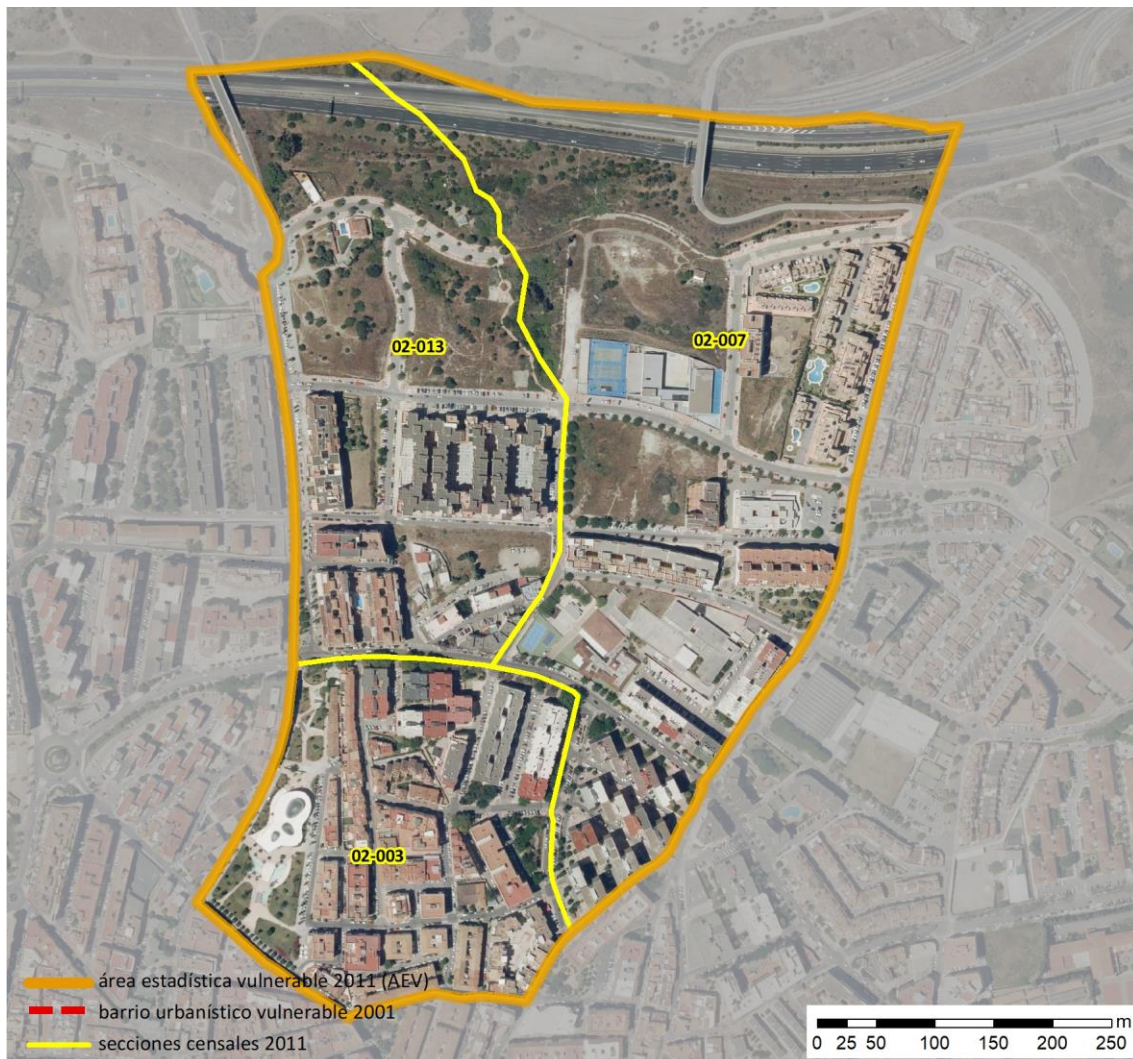 02-013
02-007
02-003
área estadística vulnerable 2011 (AEV)
barrio urbanístico vulnerable 2001
secciones censales 2011
0 25 50 100 150 200 250 m